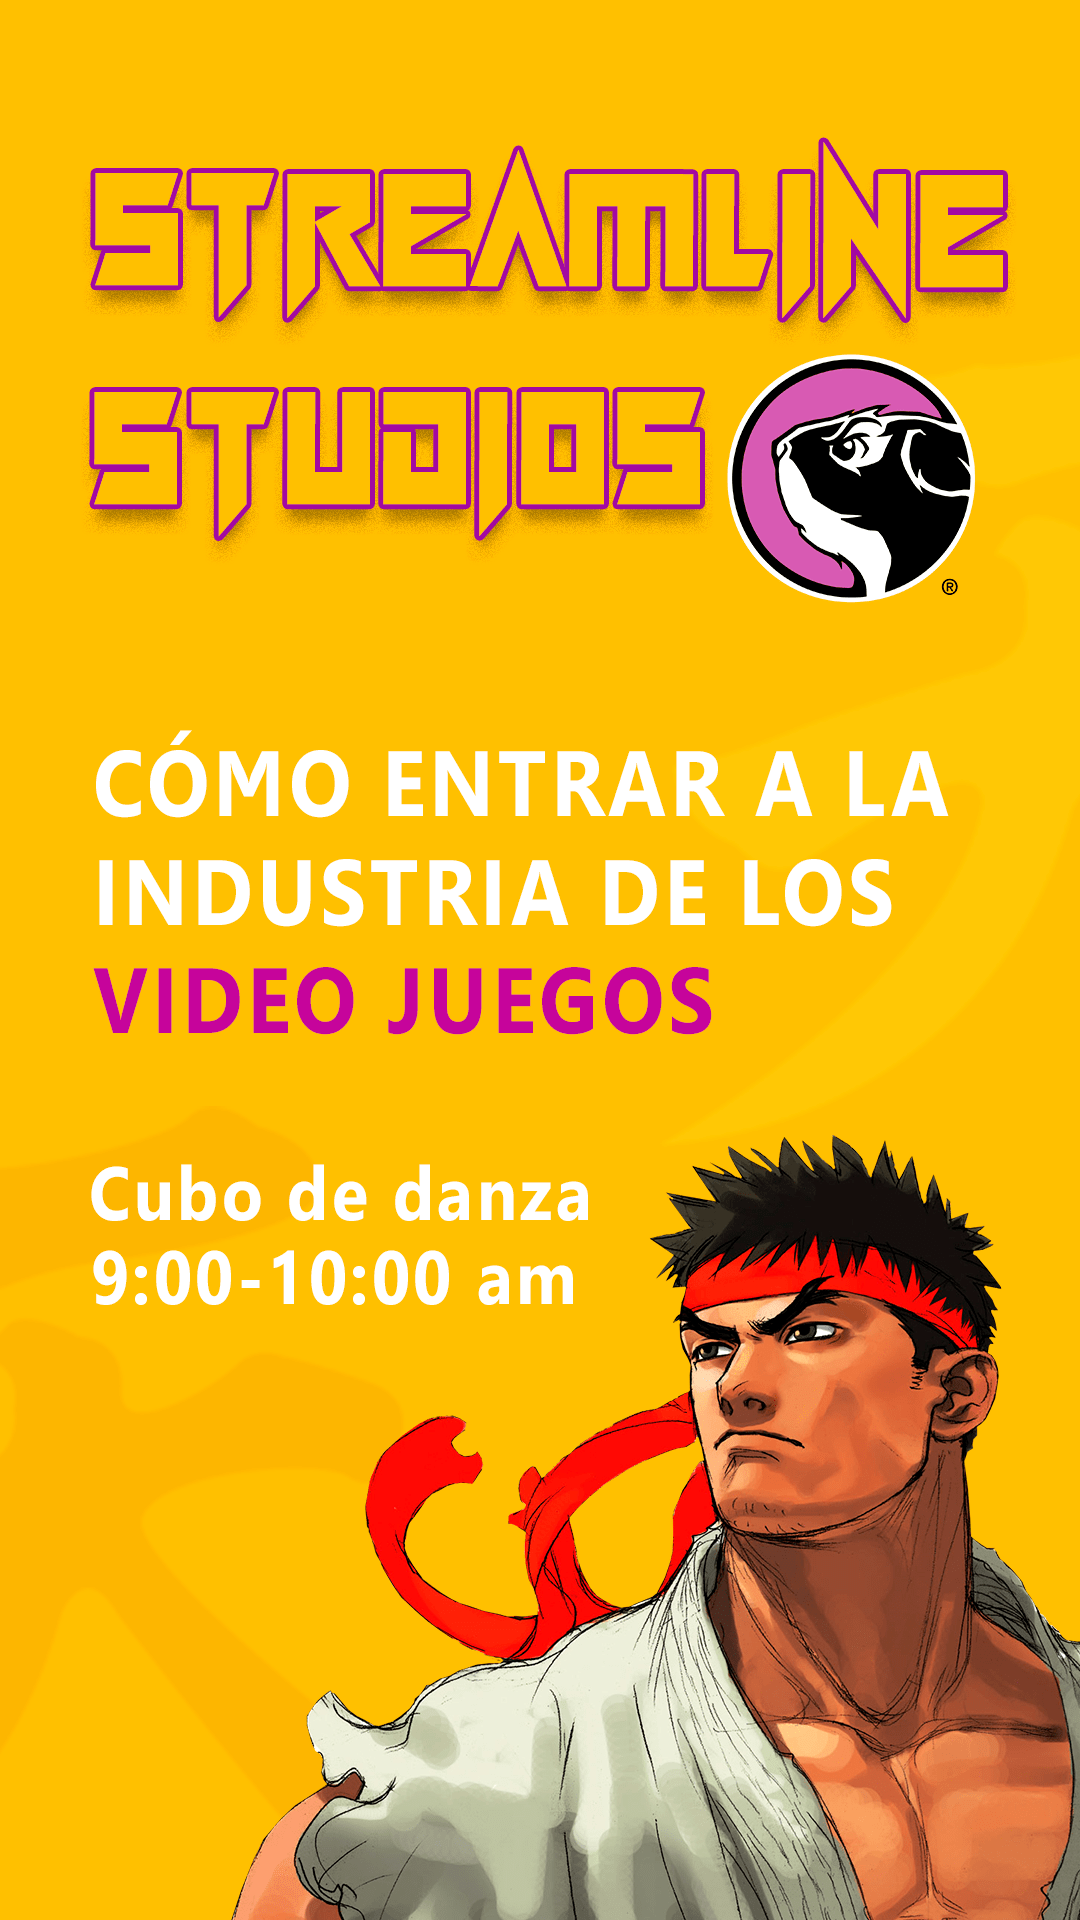 STREAMLINE
STUDIOS
®
CÓMO ENTRAR A LA
INDUSTRIA DE LOS
VIDEO JUEGOS
Cubo de danza
9:00-10:00 am